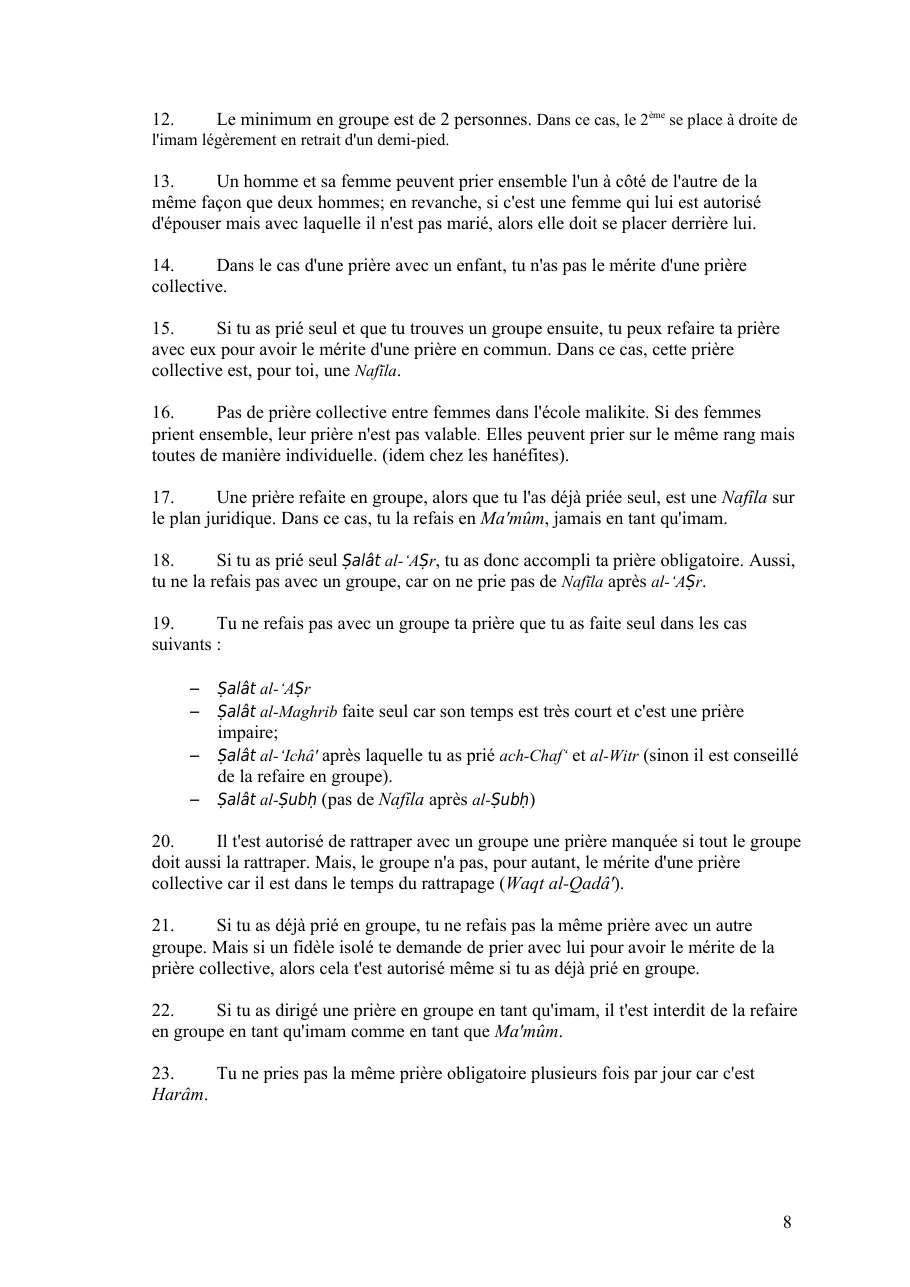 12. Le minimum en groupe est de 2 personnes. Dans ce cas, le 2ème se place à droite de
l'imam légèrement en retrait d'un demi-pied.
13. Un homme et sa femme peuvent prier ensemble l'un à côté de l'autre de la
même façon que deux hommes; en revanche, si c'est une femme qui lui est autorisé
d'épouser mais avec laquelle il n'est pas marié, alors elle doit se placer derrière lui.
14. Dans le cas d'une prière avec un enfant, tu n'as pas le mérite d'une prière
collective.
15. Si tu as prié seul et que tu trouves un groupe ensuite, tu peux refaire ta prière
avec eux pour avoir le mérite d'une prière en commun. Dans ce cas, cette prière
collective est, pour toi, une Nafîla.
16. Pas de prière collective entre femmes dans l'école malikite. Si des femmes
prient ensemble, leur prière n'est pas valable. Elles peuvent prier sur le même rang mais
toutes de manière individuelle. (idem chez les hanéfites).
17. Une prière refaite en groupe, alors que tu l'as déjà priée seul, est une Nafîla sur
le plan juridique. Dans ce cas, tu la refais en Ma'mûm, jamais en tant qu'imam.
18. Si tu as prié seul Ṣalât al-‘AṢr, tu as donc accompli ta prière obligatoire. Aussi,
tu ne la refais pas avec un groupe, car on ne prie pas de Nafîla après al-‘AṢr.
19. Tu ne refais pas avec un groupe ta prière que tu as faite seul dans les cas
suivants :
– Ṣalât al-‘AṢr
– Ṣalât al-Maghrib faite seul car son temps est très court et c'est une prière
impaire;
– Ṣalât al-‘Ichâ' après laquelle tu as prié ach-Chaf‘ et al-Witr (sinon il est conseillé
de la refaire en groupe).
– Ṣalât al-Ṣubḥ (pas de Nafîla après al-Ṣubḥ)
20. Il t'est autorisé de rattraper avec un groupe une prière manquée si tout le groupe
doit aussi la rattraper. Mais, le groupe n'a pas, pour autant, le mérite d'une prière
collective car il est dans le temps du rattrapage (Waqt al-Qadâ').
21. Si tu as déjà prié en groupe, tu ne refais pas la même prière avec un autre
groupe. Mais si un fidèle isolé te demande de prier avec lui pour avoir le mérite de la
prière collective, alors cela t'est autorisé même si tu as déjà prié en groupe.
22. Si tu as dirigé une prière en groupe en tant qu'imam, il t'est interdit de la refaire
en groupe en tant qu'imam comme en tant que Ma'mûm.
23. Tu ne pries pas la même prière obligatoire plusieurs fois par jour car c'est
Harâm.
8